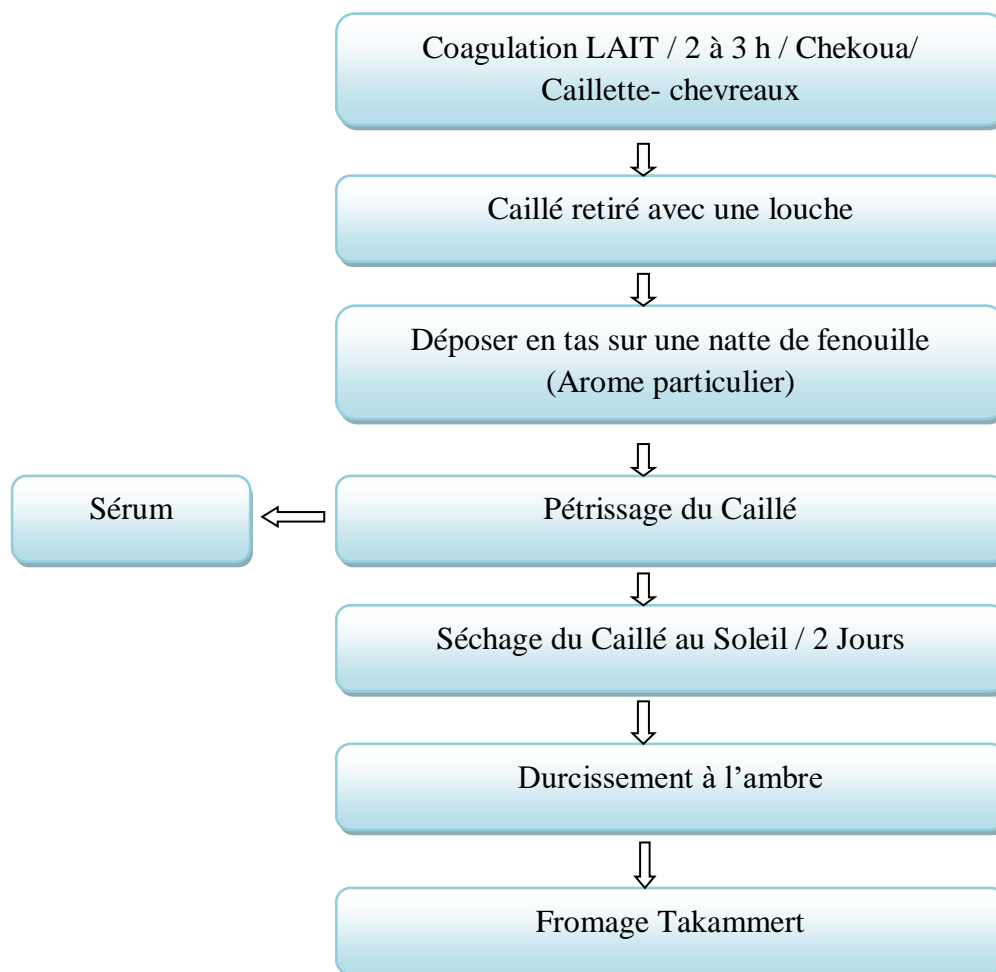 Coagulation LAIT / 2 à 3 h / Chekoua/
Caillette- chevreaux
Caillé retiré avec une louche
Déposer en tas sur une natte de fenouille
(Arome particulier)
Sérum
Pétrissage du Caillé
Séchage du Caillé au Soleil / 2 Jours
Durcissement à l’ambre
Fromage Takammert